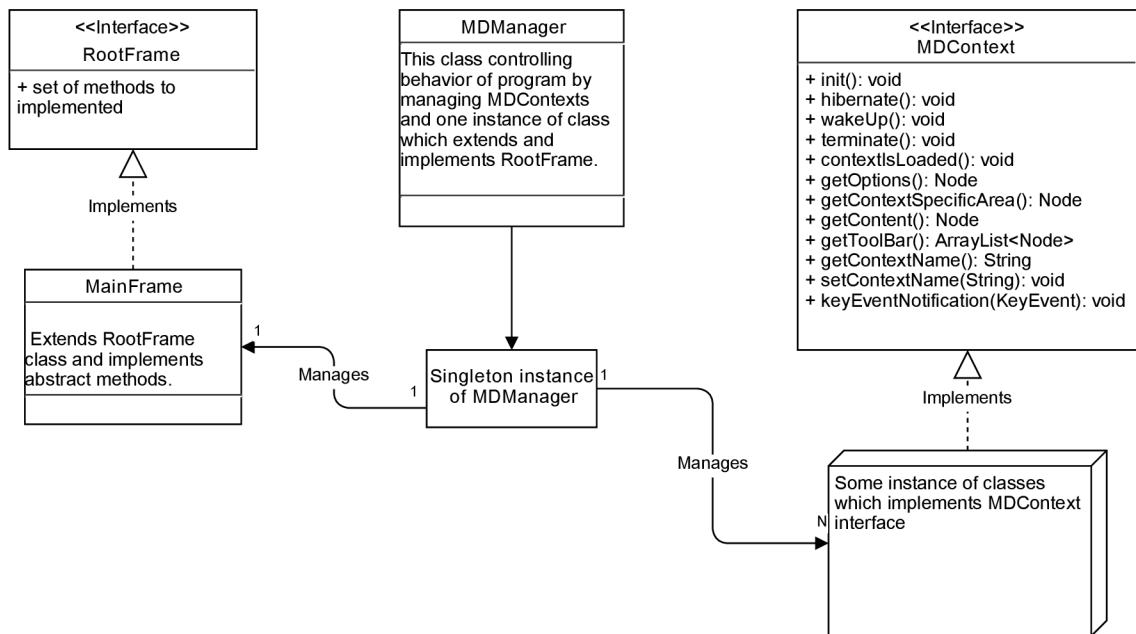 <<Interface>>
RootFrame
+ set of methods to
implemented
Implements
MainFrame
Extends RootFrame
class and implements
abstract methods.
MDManager
This class controlling
behavior of program by
managing MDContexts
and one instance of class
which extends and
implements RootFrame.
1
Manages
1
Singleton instance
of MDManager
1
Manages
N
<<Interface>>
MDContext
+ init(): void
+ hibernate(): void
+ wakeUp(): void
+ terminate(): void
+ contextIsLoaded(): void
+ getOptions(): Node
+ getContextSpecificArea(): Node
+ getContent(): Node
+ getToolBar(): ArrayList<Node>
+ getContextName(): String
+ setContextName(String): void
+ keyEventNotification(KeyEvent): void
Implements
Some instance of classes
which implements MDContext
interface